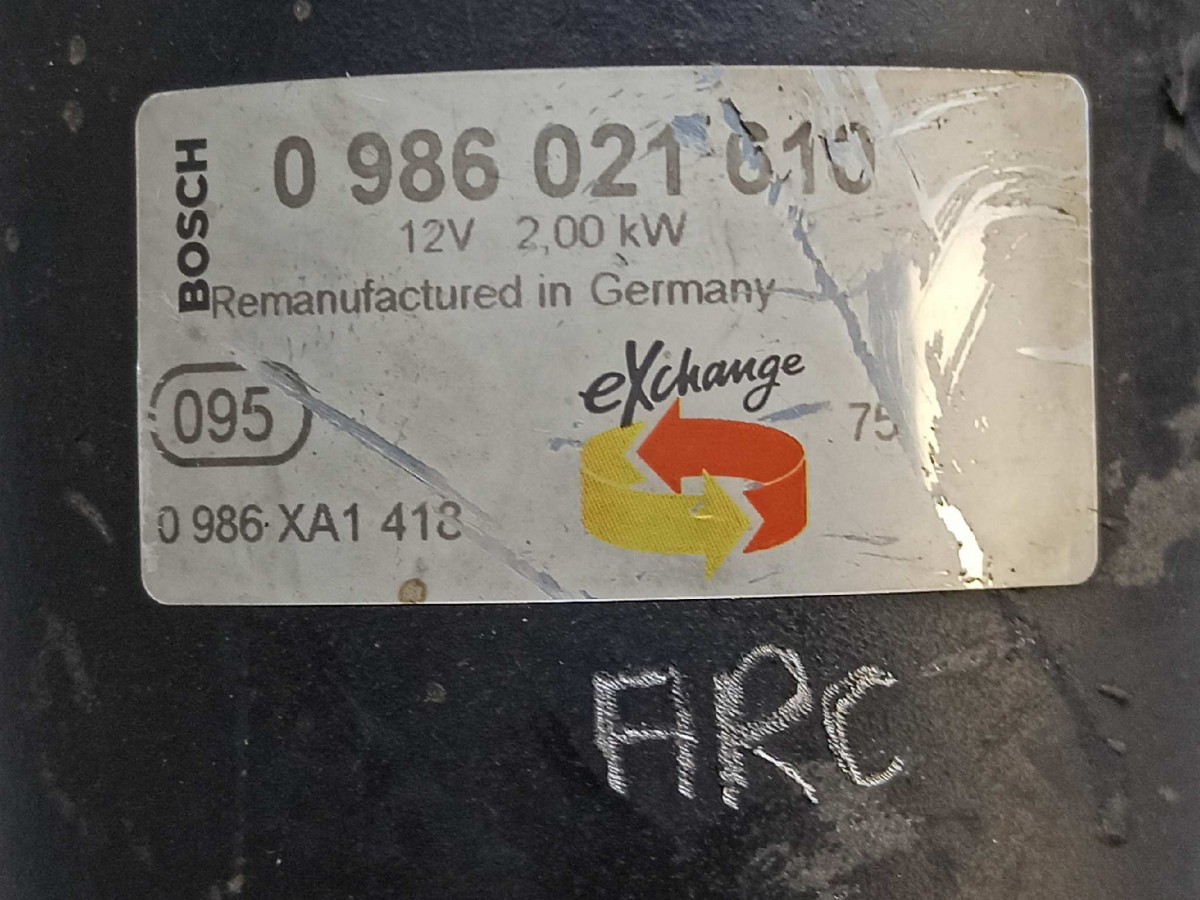 BOSCH
0 986 021 610
12V 2,00 kW
Remanufactured in Germany
eXchange
095
75
0 986 XA1 418
ARC